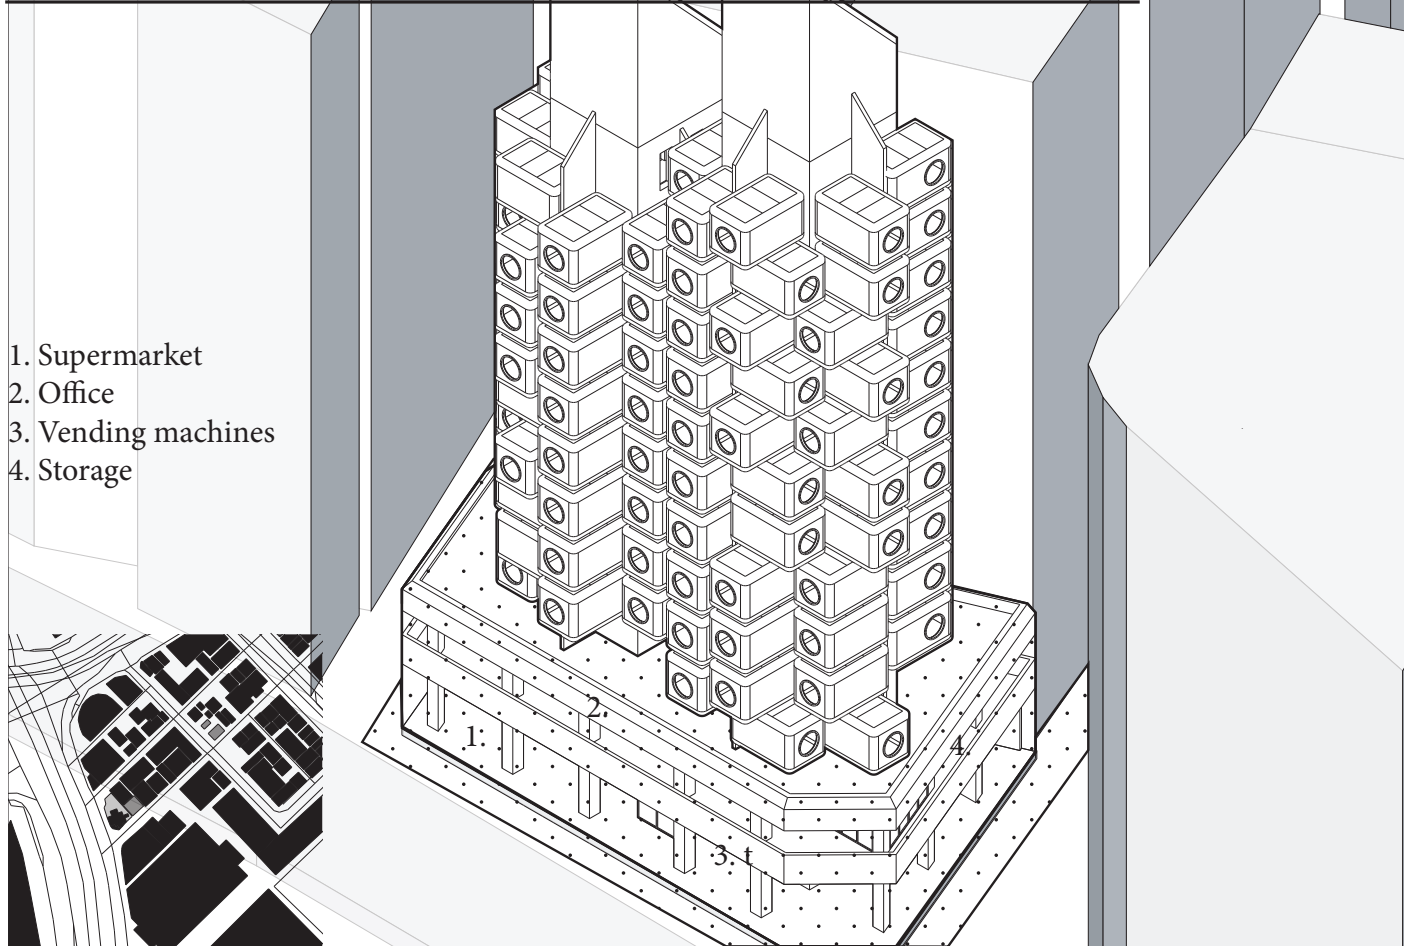 1. Supermarket
2. Office
3. Vending machines
4. Storage
2.
1.
4.
3. t